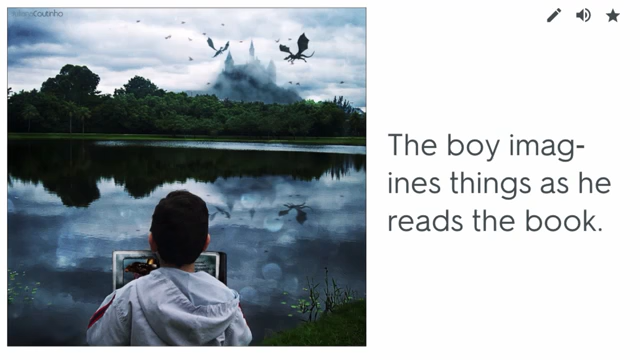 The boy imag-
ines things as he
reads the book.